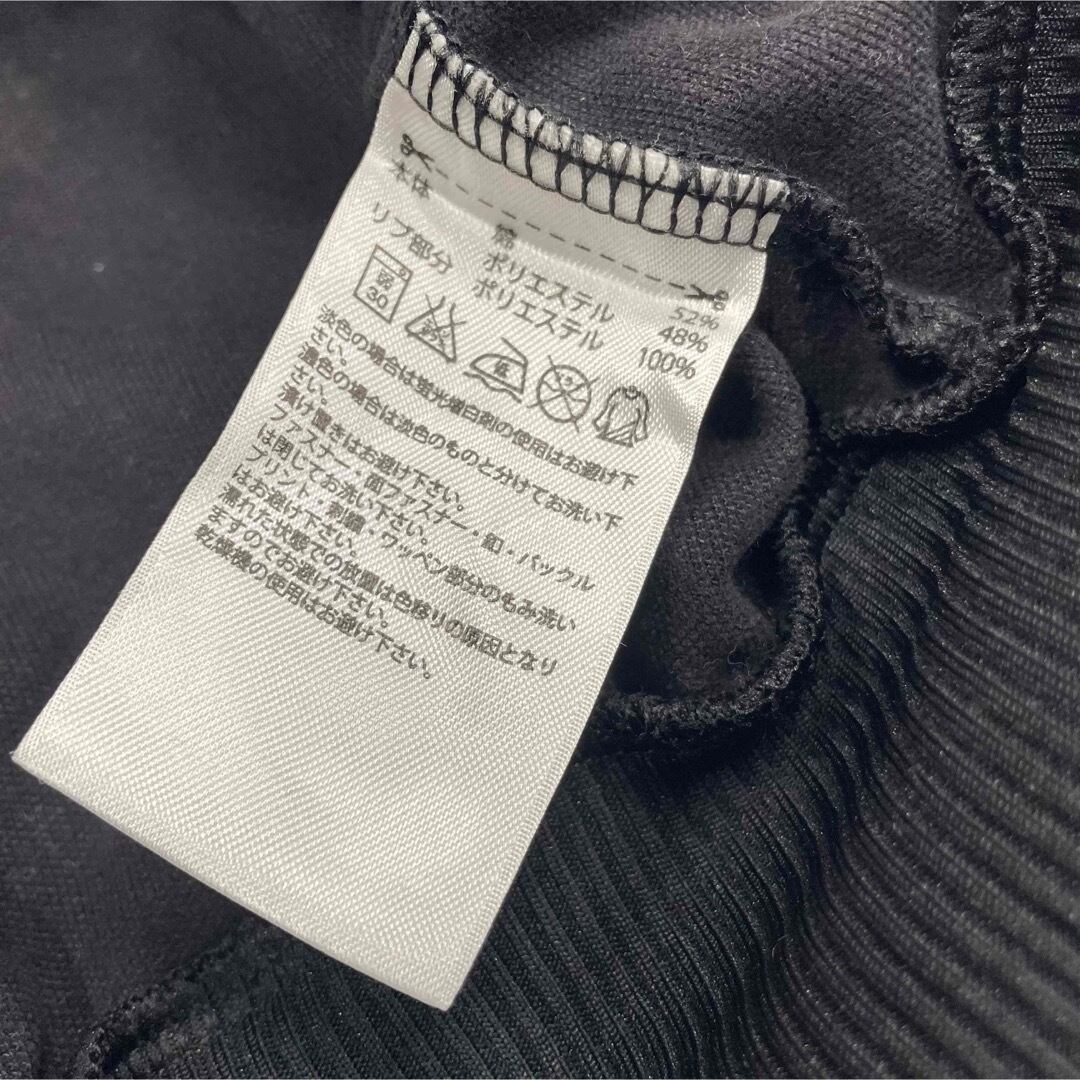 本体 綿 52%
ポリエステル 48%
リブ部分 ポリエステル 100%
弱
30
淡色の場合は蛍光増白剤の使用はお避け下
さい。
濃色の場合は淡色のものと分けてお洗い下
さい。
漬け置きはお避け下さい。
ファスナー・面ファスナー・釦・バックル
は閉じてお洗い下さい。
プリント・刺繍・ワッペン部分のもみ洗い
はお避け下さい。
濡れた状態での放置は色移りの原因となり
ますのでお避け下さい。
乾燥機の使用はお避け下さい。